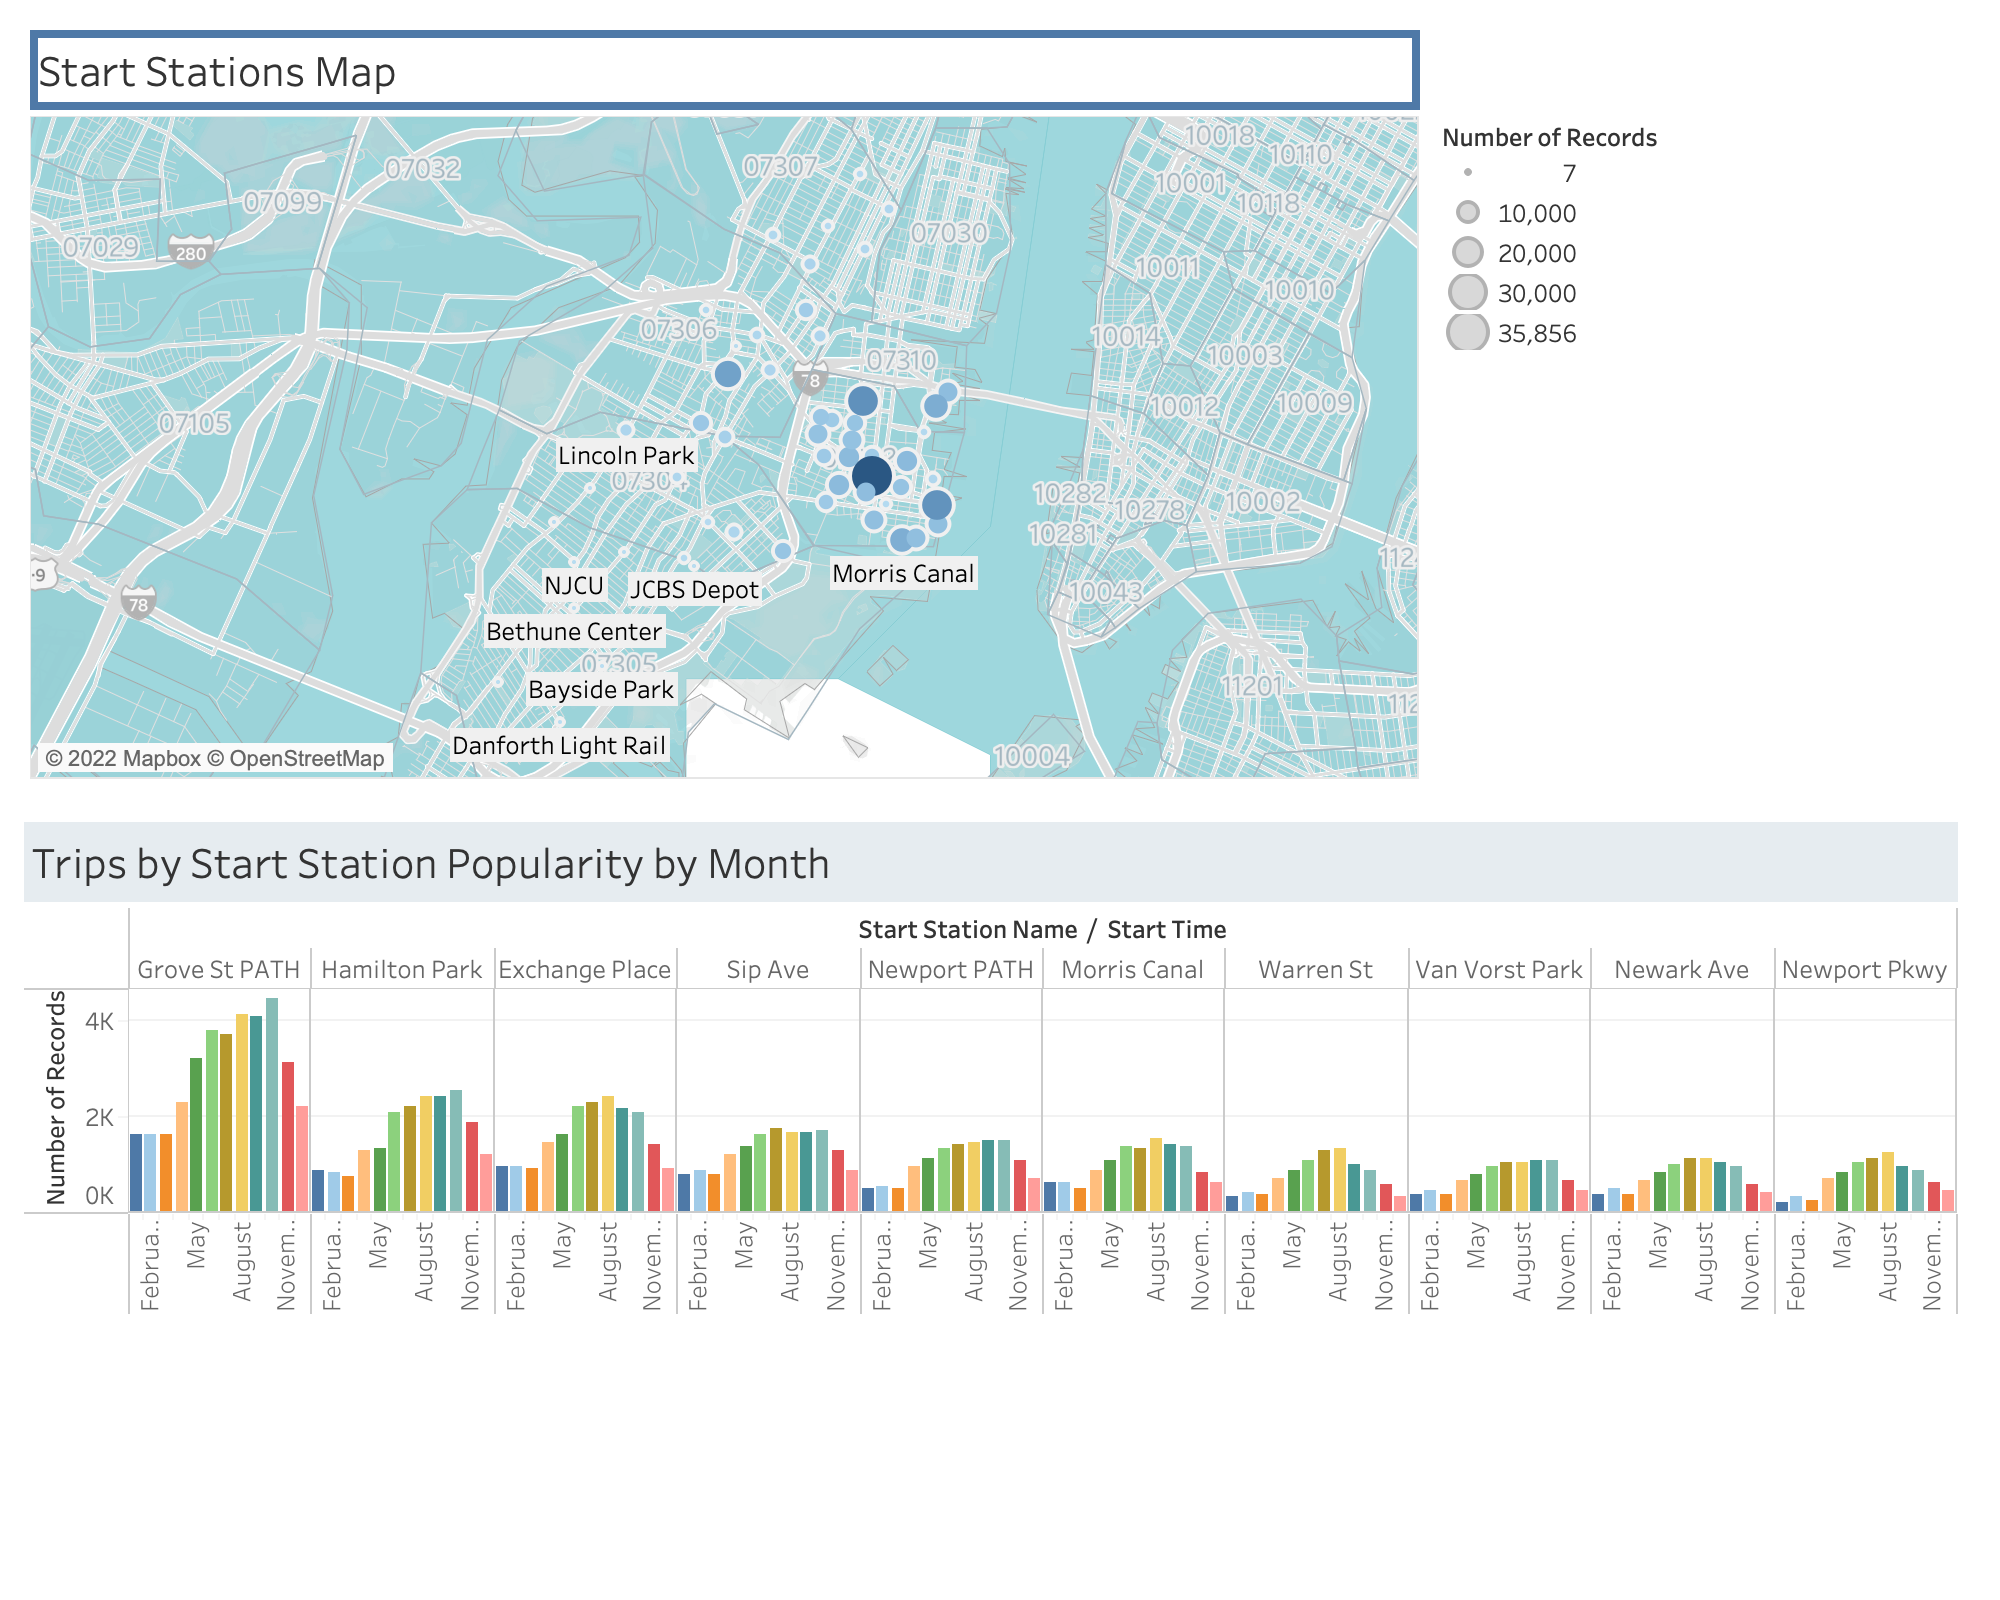 Start Stations Map
Number of Records
7
10,000
20,000
30,000
35,856
07032
07307
10018
10110
07099
10001
10118
07029
280
07030
10011
10010
07306
07310
10014
10003
78
10012
10009
07105
Lincoln Park
10282
10278
10002
10281
NJCU
JCBS Depot
Morris Canal
10043
78
Bethune Center
07305
Bayside Park
11201
Danforth Light Rail
10004
© 2022 Mapbox © OpenStreetMap
Trips by Start Station Popularity by Month
Start Station Name / Start Time
Grove St PATH Hamilton Park Exchange Place Sip Ave Newport PATH Morris Canal Warren St Van Vorst Park Newark Ave Newport Pkwy
Number of Records
4K
2K
0K
Februa.. May August Novem.. Februa.. May August Novem.. Februa.. May August Novem.. Februa.. May August Novem.. Februa.. May August Novem.. Februa.. May August Novem.. Februa.. May August Novem.. Februa.. May August Novem.. Februa.. May August Novem.. Februa.. May August Novem..